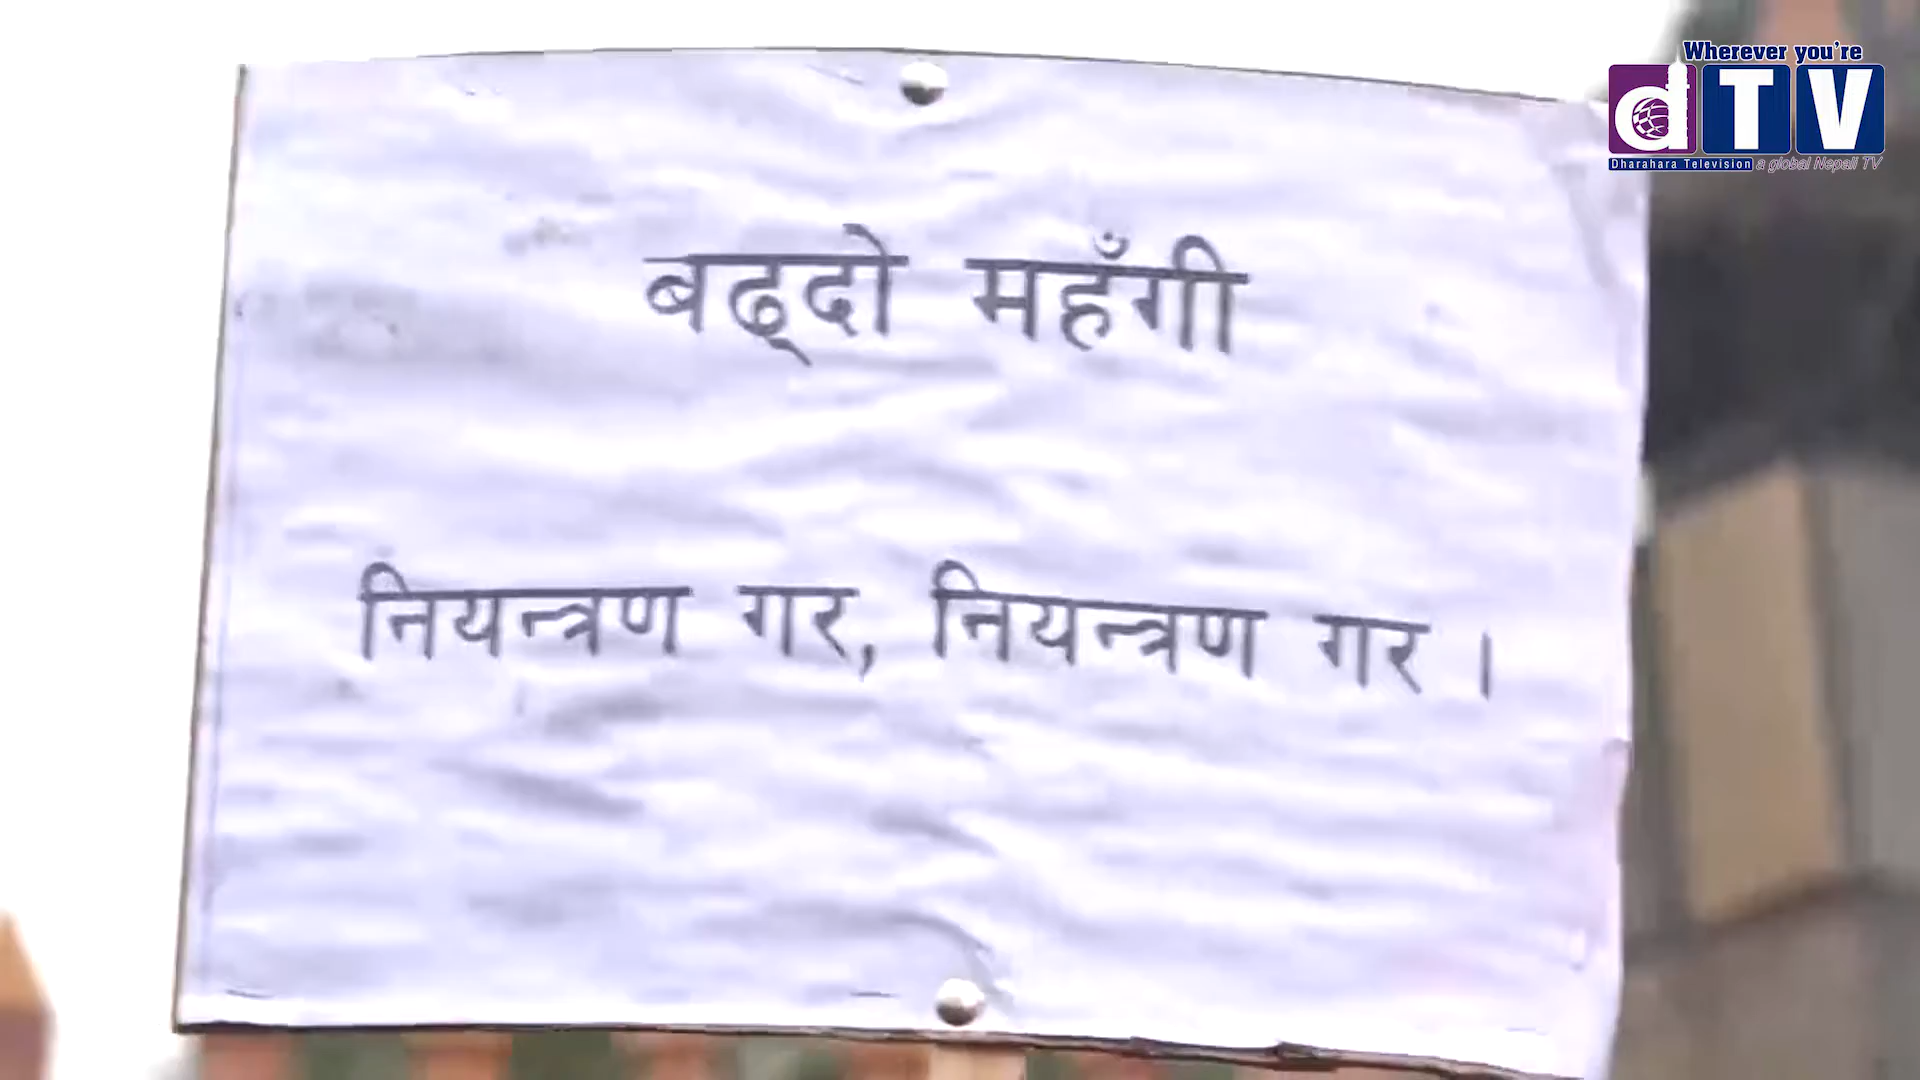 Wherever you're
dTV
Dharahara Television a global Nepali TV
बढ्दो महँगी
नियन्त्रण गर, नियन्त्रण गर ।